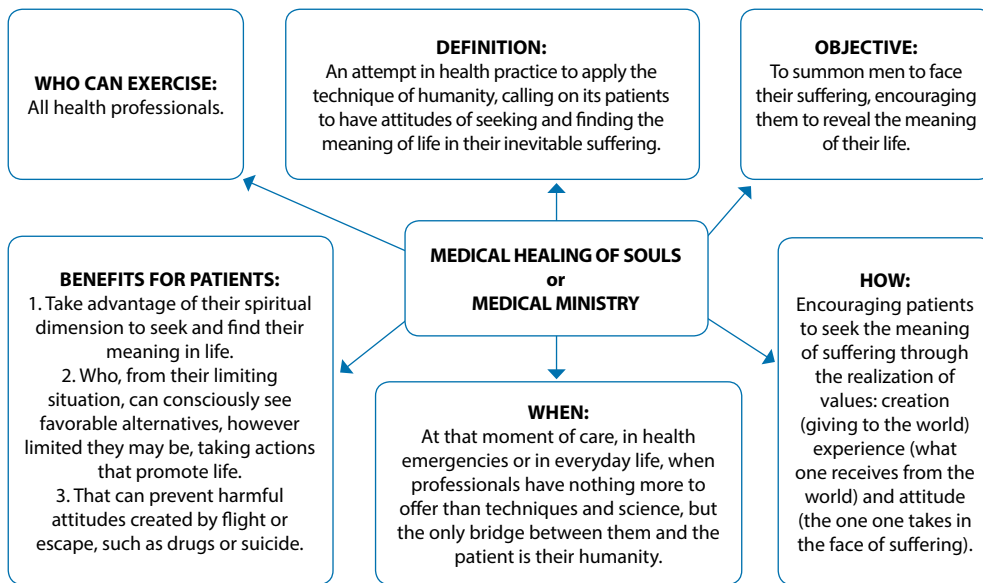 WHO CAN EXERCISE:
All health professionals.
DEFINITION:
An attempt in health practice to apply the
technique of humanity, calling on its patients
to have attitudes of seeking and finding the
meaning of life in their inevitable suffering.
OBJECTIVE:
To summon men to face
their suffering, encouraging
them to reveal the meaning
of their life.
MEDICAL HEALING OF SOULS
or
MEDICAL MINISTRY
BENEFITS FOR PATIENTS:
1. Take advantage of their spiritual
dimension to seek and find their
meaning in life.
2. Who, from their limiting
situation, can consciously see
favorable alternatives, however
limited they may be, taking actions
that promote life.
3. That can prevent harmful
attitudes created by flight or
escape, such as drugs or suicide.
WHEN:
At that moment of care, in health
emergencies or in everyday life, when
professionals have nothing more to
offer than techniques and science, but
the only bridge between them and the
patient is their humanity.
HOW:
Encouraging patients
to seek the meaning
of suffering through
the realization of
values: creation
(giving to the world)
experience (what
one receives from the
world) and attitude
(the one one takes in
the face of suffering).